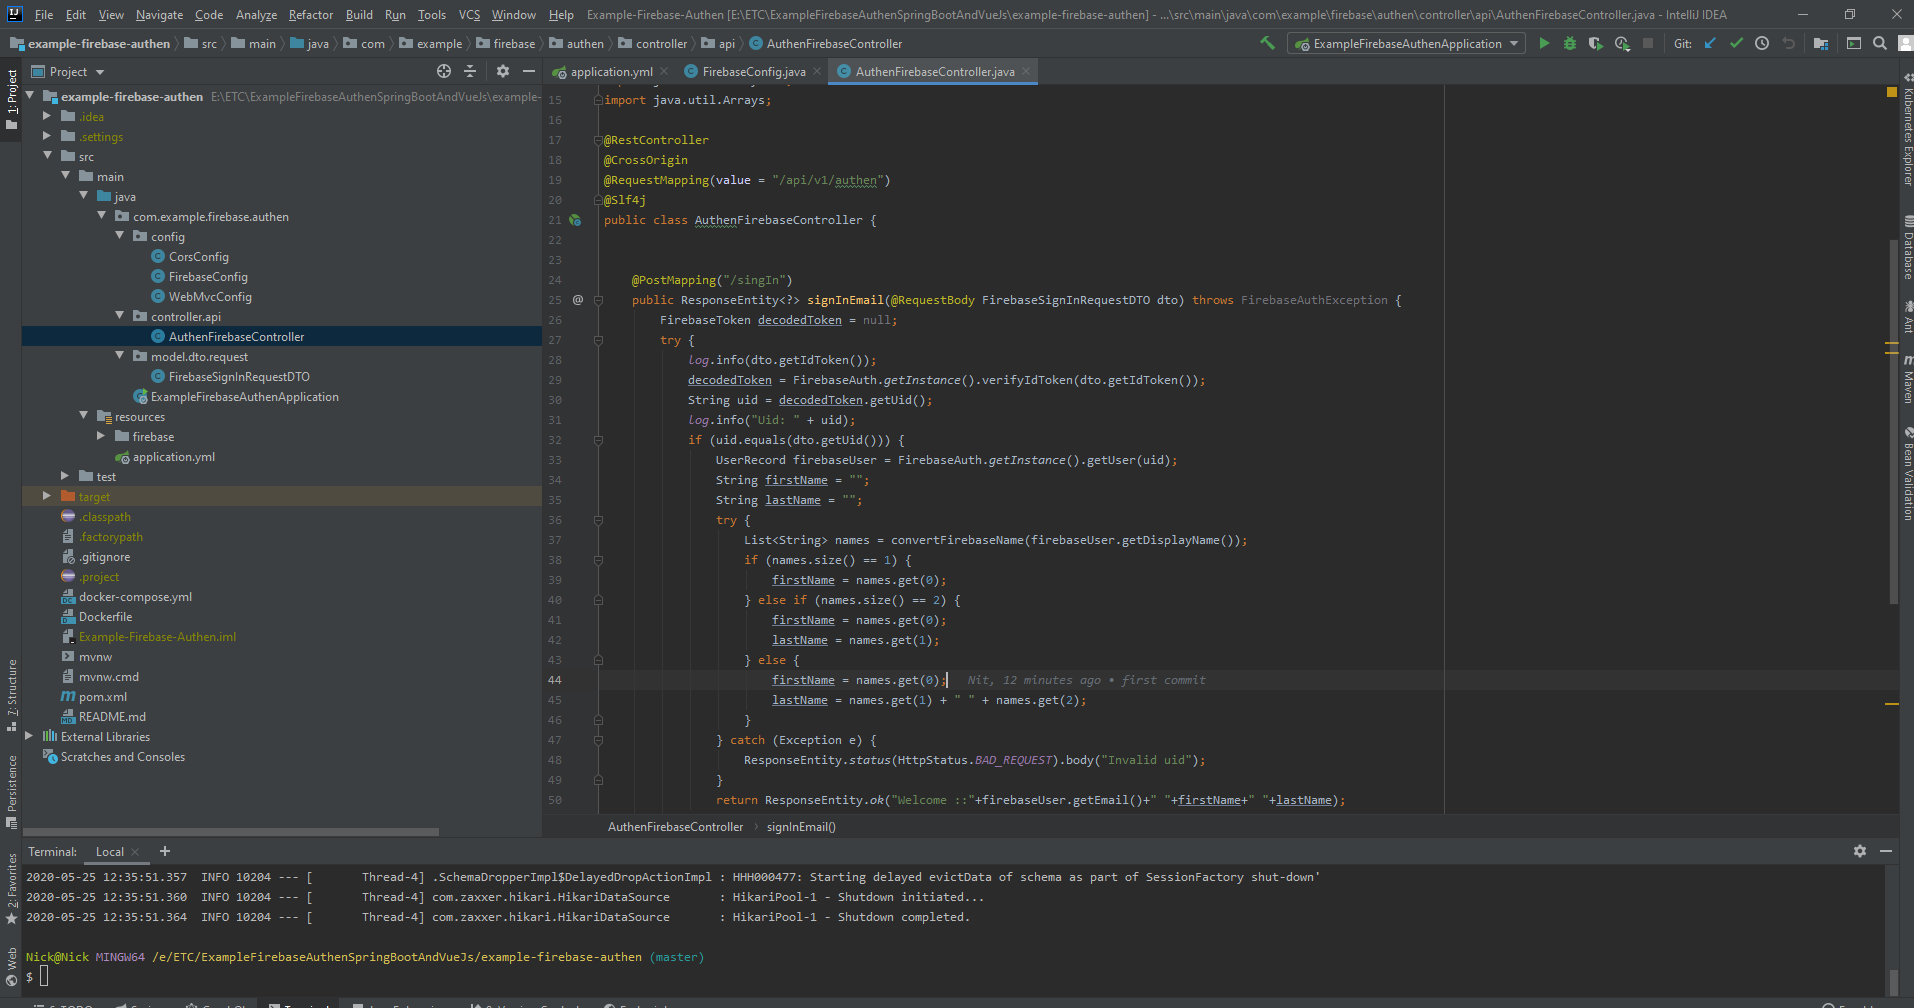 File Edit View Navigate Code Analyze Refactor Build Run Tools VCS Window Help Example-Firebase-Authen [E:\ETC\ExampleFirebaseAuthenSpringBootAndVueJs\example-firebase-authen] - ...\src\main\java\com\example\firebase\authen\controller\api\AuthenFirebaseController.java - IntelliJ IDEA
example-firebase-authen src main java com example firebase authen controller api AuthenFirebaseController ExampleFirebaseAuthenApplication Git:
Project
application.yml FirebaseConfig.java AuthenFirebaseController.java
1: Project
example-firebase-authen E:\ETC\ExampleFirebaseAuthenSpringBootAndVueJs\example-
.idea
.settings
src
main
java
com.example.firebase.authen
config
CorsConfig
FirebaseConfig
WebMvcConfig
controller.api
AuthenFirebaseController
model.dto.request
FirebaseSignInRequestDTO
ExampleFirebaseAuthenApplication
resources
firebase
application.yml
test
target
.classpath
.factorypath
.gitignore
.project
docker-compose.yml
Dockerfile
Example-Firebase-Authen.iml
mvnw
mvnw.cmd
pom.xml
README.md
External Libraries
Scratches and Consoles
7: Structure
Persistence
2: Favorites
Web
15 import java.util.Arrays;
16
17 @RestController
18 @CrossOrigin
19 @RequestMapping(value = "/api/v1/authen")
20 @Slf4j
21 public class AuthenFirebaseController {
22
23
24 @PostMapping("/singIn")
25 @ public ResponseEntity<?> signInEmail(@RequestBody FirebaseSignInRequestDTO dto) throws FirebaseAuthException {
26 FirebaseToken decodedToken = null;
27 try {
28 log.info(dto.getIdToken());
29 decodedToken = FirebaseAuth.getInstance().verifyIdToken(dto.getIdToken());
30 String uid = decodedToken.getUid();
31 log.info("Uid: " + uid);
32 if (uid.equals(dto.getUid())) {
33 UserRecord firebaseUser = FirebaseAuth.getInstance().getUser(uid);
34 String firstName = "";
35 String lastName = "";
36 try {
37 List<String> names = convertFirebaseName(firebaseUser.getDisplayName());
38 if (names.size() == 1) {
39 firstName = names.get(0);
40 } else if (names.size() == 2) {
41 firstName = names.get(0);
42 lastName = names.get(1);
43 } else {
44 firstName = names.get(0); Nit, 12 minutes ago • first commit
45 lastName = names.get(1) + " " + names.get(2);
46 }
47 } catch (Exception e) {
48 ResponseEntity.status(HttpStatus.BAD_REQUEST).body("Invalid uid");
49 }
50 return ResponseEntity.ok("Welcome ::"+firebaseUser.getEmail()+" "+firstName+" "+lastName);
AuthenFirebaseController signInEmail()
Kubernetes Explorer
Database
Ant
Maven
Bean Validation
Terminal: Local
2020-05-25 12:35:51.357 INFO 10204 --- [ Thread-4] .SchemaDropperImpl$DelayedDropActionImpl : HHH000477: Starting delayed evictData of schema as part of SessionFactory shut-down'
2020-05-25 12:35:51.360 INFO 10204 --- [ Thread-4] com.zaxxer.hikari.HikariDataSource : HikariPool-1 - Shutdown initiated...
2020-05-25 12:35:51.364 INFO 10204 --- [ Thread-4] com.zaxxer.hikari.HikariDataSource : HikariPool-1 - Shutdown completed.
Nick@Nick MINGW64 /e/ETC/ExampleFirebaseAuthenSpringBootAndVueJs/example-firebase-authen (master)
$